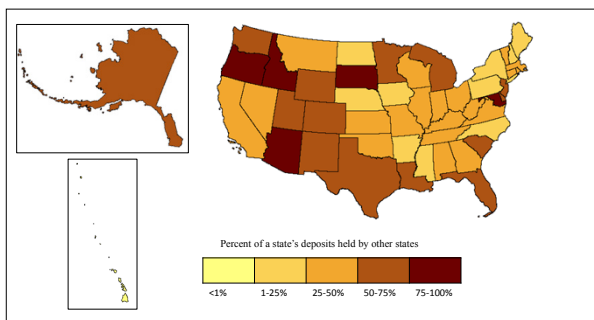 Percent of a state's deposits held by other states
<1% 1-25% 25-50% 50-75% 75-100%